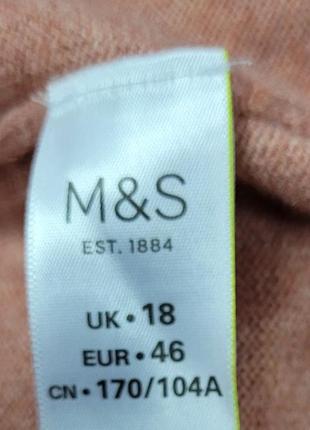 M&S
EST. 1884
UK • 18
EUR • 46
CN • 170/104A